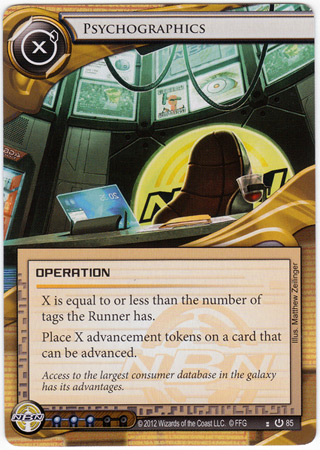 X
PSYCHOGRAPHICS
NBN
OPERATION
X is equal to or less than the number of
tags the Runner has.
Place X advancement tokens on a card that
can be advanced.
Access to the largest consumer database in the galaxy
has its advantages.
Illus. Matthew Zeilinger
NBN
© 2012 Wizards of the Coast LLC. © FFG
85